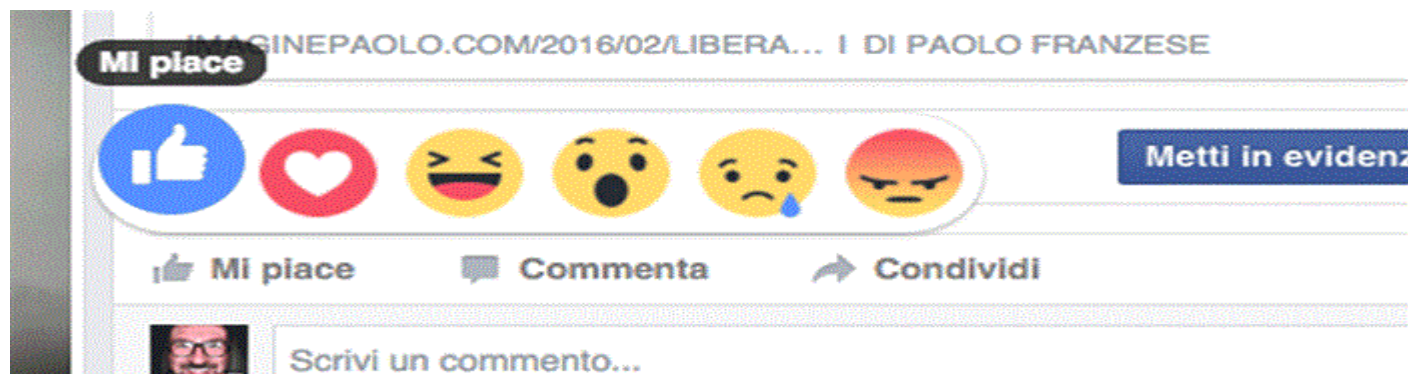 IMAGINEPAOLO.COM/2016/02/LIBERA... | DI PAOLO FRANZESE
Mi piace
Metti in evidenz
Mi piace Commenta Condividi
Scrivi un commento...